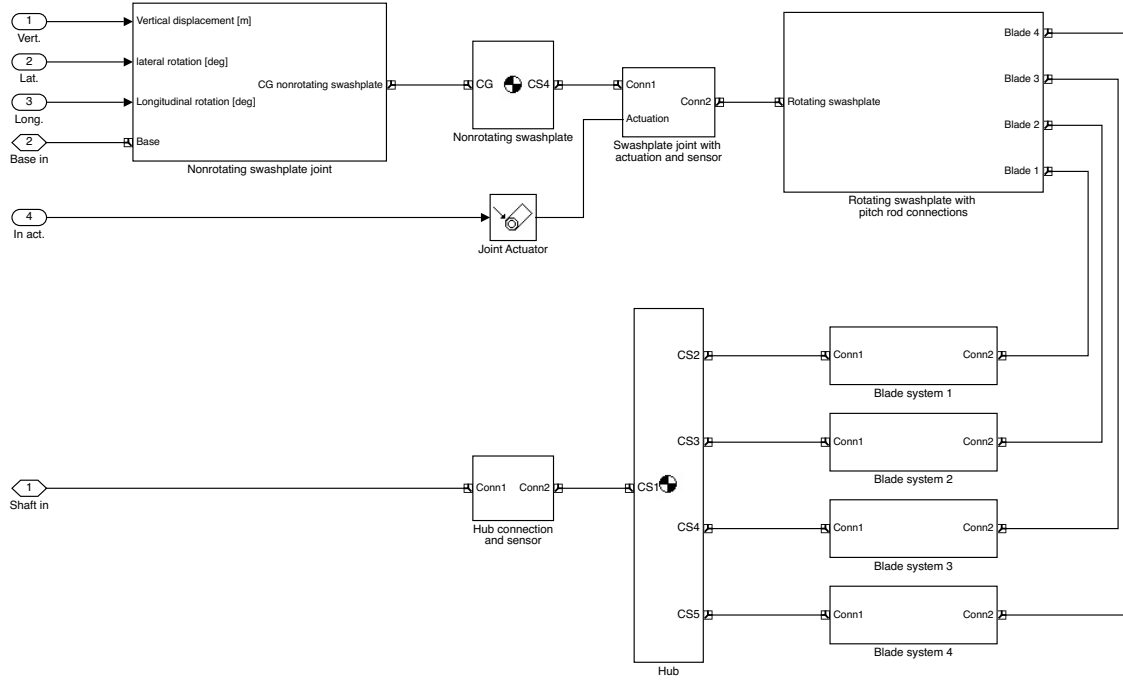 1
Vert.
2
Lat.
3
Long.
2
Base in
Vertical displacement [m]
lateral rotation [deg]
Longitudinal rotation [deg]
Base
CG nonrotating swashplate
Nonrotating swashplate joint
CG
CS4
Nonrotating swashplate
Conn1
Actuation
Conn2
Swashplate joint with
actuation and sensor
Rotating swashplate
Blade 4
Blade 3
Blade 2
Blade 1
Rotating swashplate with
pitch rod connections
4
In act.
Joint Actuator
1
Shaft in
Conn1
Conn2
Hub connection
and sensor
CS1
CS2
CS3
CS4
CS5
Hub
Conn1
Conn2
Blade system 1
Conn1
Conn2
Blade system 2
Conn1
Conn2
Blade system 3
Conn1
Conn2
Blade system 4